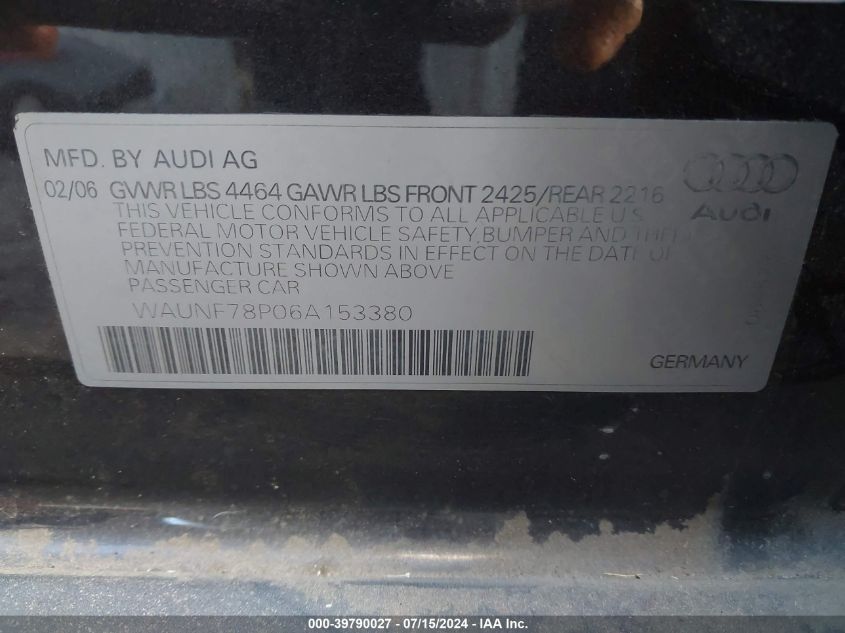 MFD. BY AUDI AG
02/06 GVWR LBS 4464 GAWR LBS FRONT 2425/REAR 2216
THIS VEHICLE CONFORMS TO ALL APPLICABLE U.S.
FEDERAL MOTOR VEHICLE SAFETY, BUMPER AND THEFT
PREVENTION STANDARDS IN EFFECT ON THE DATE OF
MANUFACTURE SHOWN ABOVE
PASSENGER CAR
WAUNF78P06A153380
Audi
GERMANY
000-39790027 - 07/15/2024 - COPYRIGHT IAA, LLC.